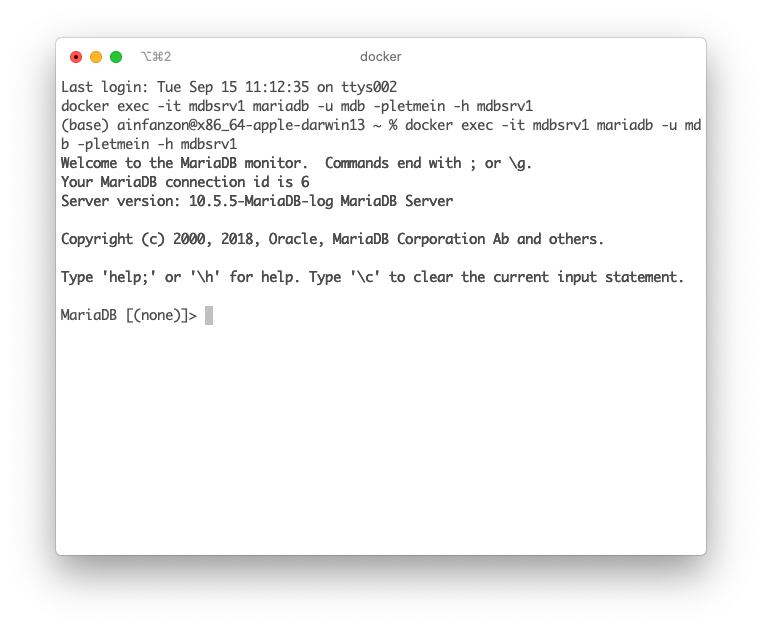 ⌥⌘2
docker
Last login: Tue Sep 15 11:12:35 on ttys002
docker exec -it mdbsrv1 mariadb -u mdb -pletmein -h mdbsrv1
(base) ainfanzon@x86_64-apple-darwin13 ~ % docker exec -it mdbsrv1 mariadb -u md
b -pletmein -h mdbsrv1
Welcome to the MariaDB monitor.  Commands end with ; or \g.
Your MariaDB connection id is 6
Server version: 10.5.5-MariaDB-log MariaDB Server
Copyright (c) 2000, 2018, Oracle, MariaDB Corporation Ab and others.
Type 'help;' or '\h' for help. Type '\c' to clear the current input statement.
MariaDB [(none)]>